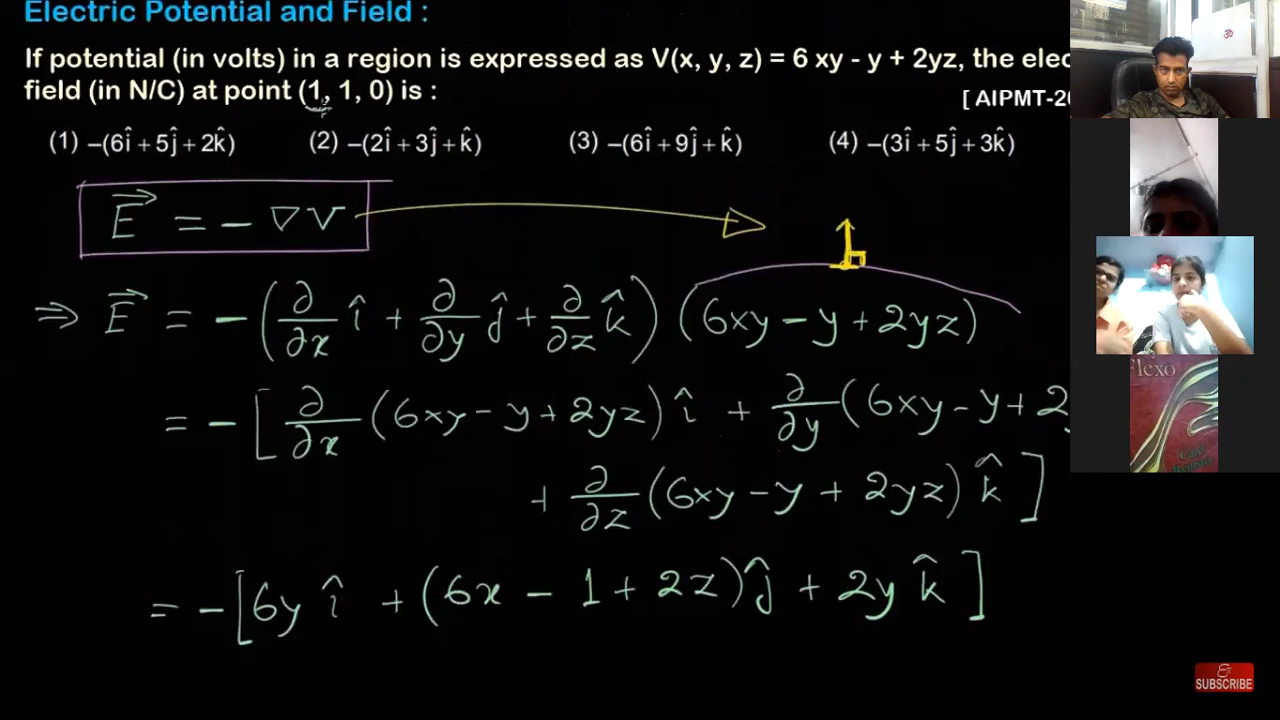 Electric Potential and Field :
If potential (in volts) in a region is expressed as V(x, y, z) = 6 xy - y + 2yz, the
field (in N/C) at point (1, 1, 0) is :
[ AIPMT-
(1) –(6î + 5ĵ + 2k̂) (2) –(2î + 3ĵ + k̂) (3) –(6î + 9ĵ + k̂) (4) –(3î + 5ĵ + 3k̂)
E⃗ = – ∇V
⇒ E⃗ = – (∂/∂x î + ∂/∂y ĵ + ∂/∂z k̂) (6xy – y + 2yz)
= – [ ∂/∂x (6xy – y + 2yz) î + ∂/∂y (6xy – y + 2
+ ∂/∂z (6xy – y + 2yz) k̂ ]
= – [6y î + (6x – 1 + 2z) ĵ + 2y k̂ ]
Flexo
SUBSCRIBE